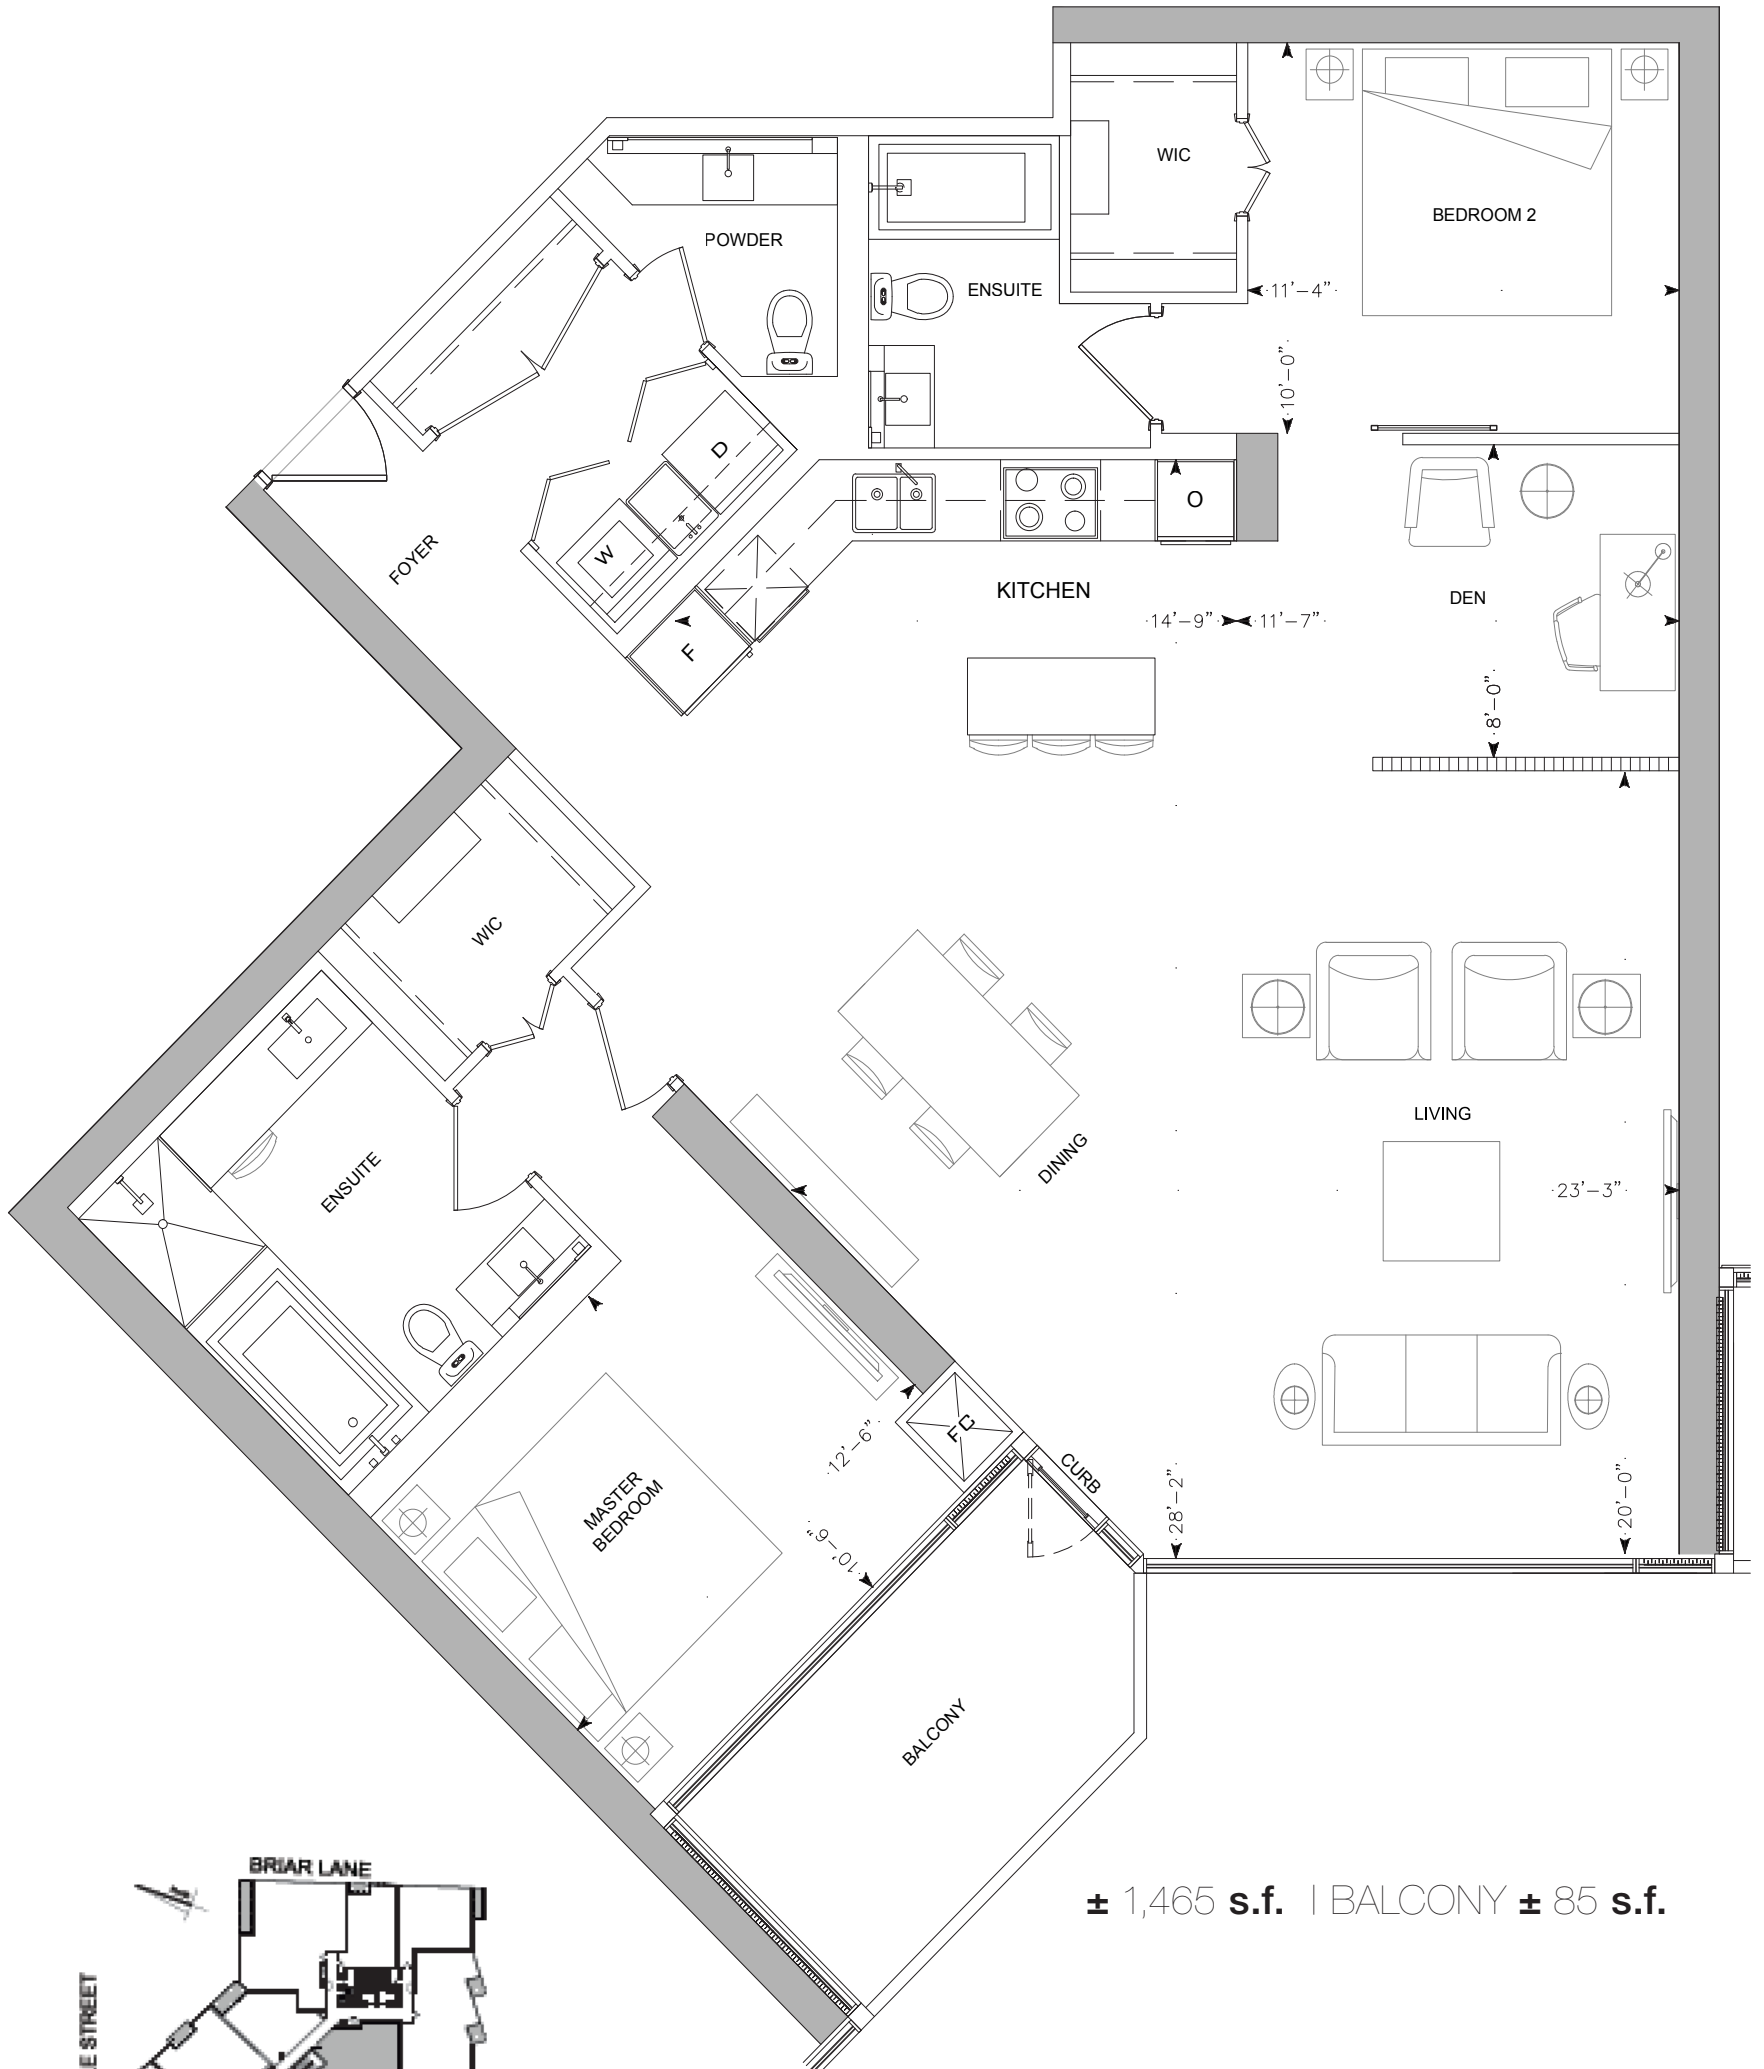 WIC
BEDROOM 2
POWDER
ENSUITE
11'-4"
10'-0"
D
W
O
F
FOYER
KITCHEN
14'-9" 11'-7"
DEN
8'-0"
WIC
ENSUITE
DINING
LIVING
23'-3"
12'-6"
F C
CURB
28'-2"
20'-0"
MASTER
BEDROOM
10'-6"
BALCONY
± 1,465 s.f. | BALCONY ± 85 s.f.
BRIAR LANE
STREET